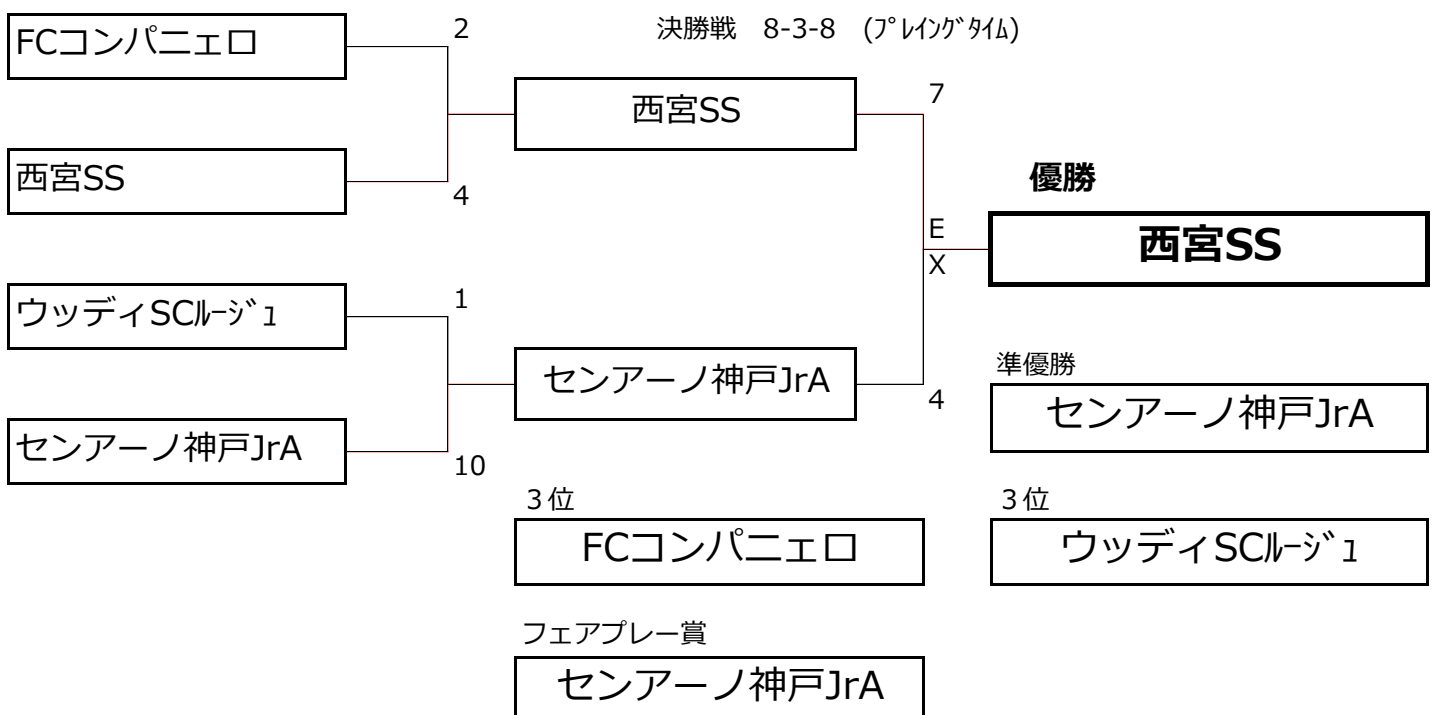 決勝戦 8-3-8 (ﾌﾟﾚｲﾝｸﾞﾀｲﾑ)
FCコンパニェロ
2
西宮SS
4
ウッディSCﾙｰｼﾞｭ
1
センアーノ神戸JrA
10
西宮SS
7
E
X
センアーノ神戸JrA
4
優勝
西宮SS
準優勝
センアーノ神戸JrA
３位
FCコンパニェロ
３位
ウッディSCﾙｰｼﾞｭ
フェアプレー賞
センアーノ神戸JrA